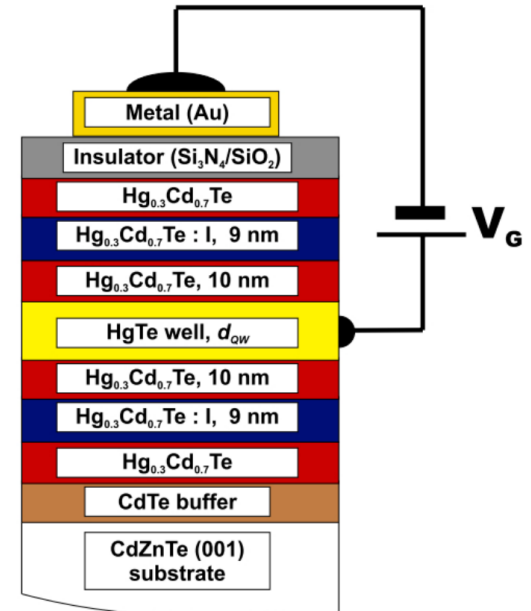 Metal (Au)
Insulator (Si₃N₄/SiO₂)
Hg₀.₃Cd₀.₇Te
Hg₀.₃Cd₀.₇Te : I, 9 nm
Hg₀.₃Cd₀.₇Te, 10 nm
HgTe well, d_QW
Hg₀.₃Cd₀.₇Te, 10 nm
Hg₀.₃Cd₀.₇Te : I, 9 nm
Hg₀.₃Cd₀.₇Te
CdTe buffer
CdZnTe (001)
substrate
V_G